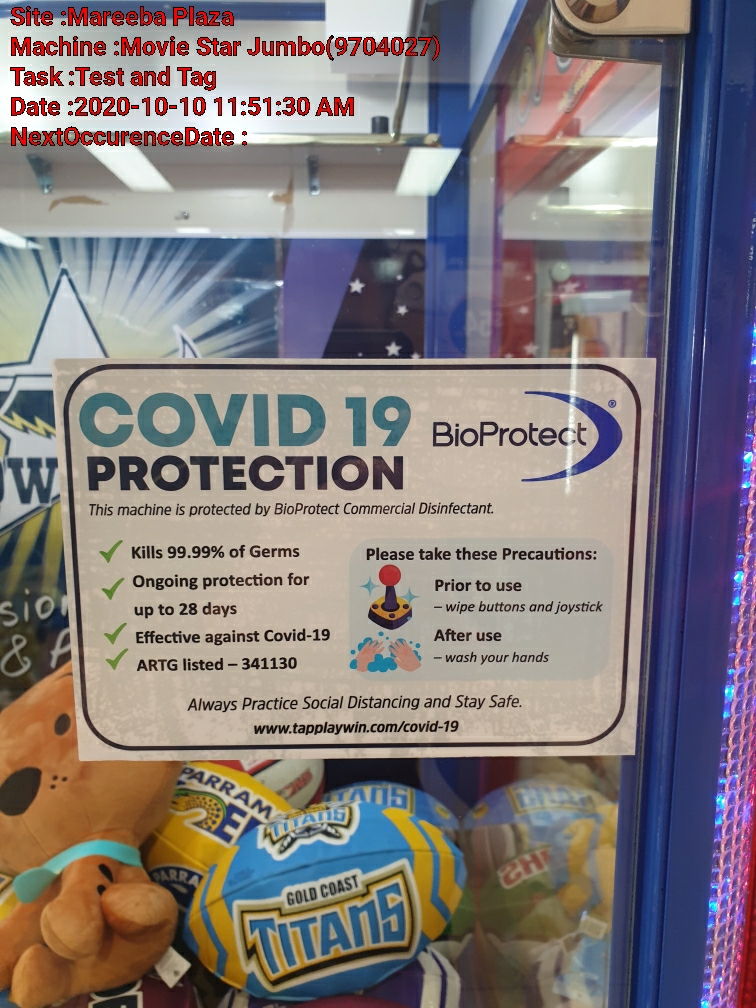 Site :Mareeba Plaza
Machine :Movie Star Jumbo(9704027)
Task :Test and Tag
Date :2020-10-10 11:51:30 AM
NextOccurenceDate :
COVID 19
PROTECTION
BioProtect®
This machine is protected by BioProtect Commercial Disinfectant.
Kills 99.99% of Germs
Ongoing protection for
up to 28 days
Effective against Covid-19
ARTG listed – 341130
Please take these Precautions:
Prior to use
– wipe buttons and joystick
After use
– wash your hands
Always Practice Social Distancing and Stay Safe.
www.tapplaywin.com/covid-19
PARRAM
TITANS
TITANS
GOLD COAST
TITANS